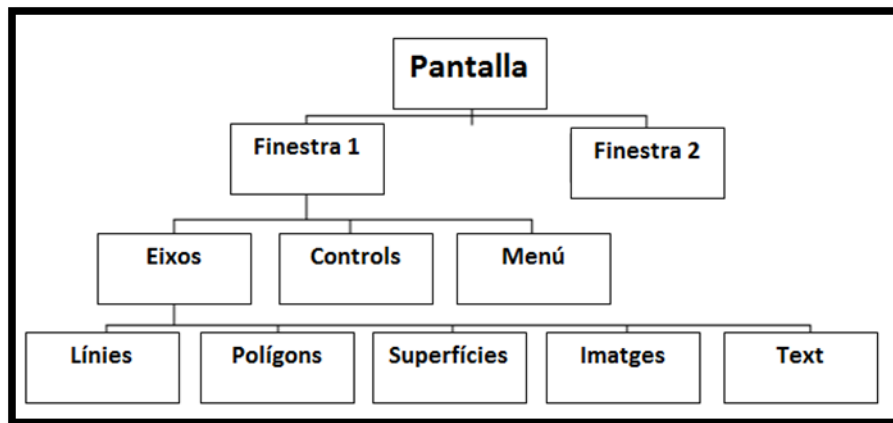 Pantalla
Finestra 1
Finestra 2
Eixos
Controls
Menú
Línies
Polígons
Superfícies
Imatges
Text